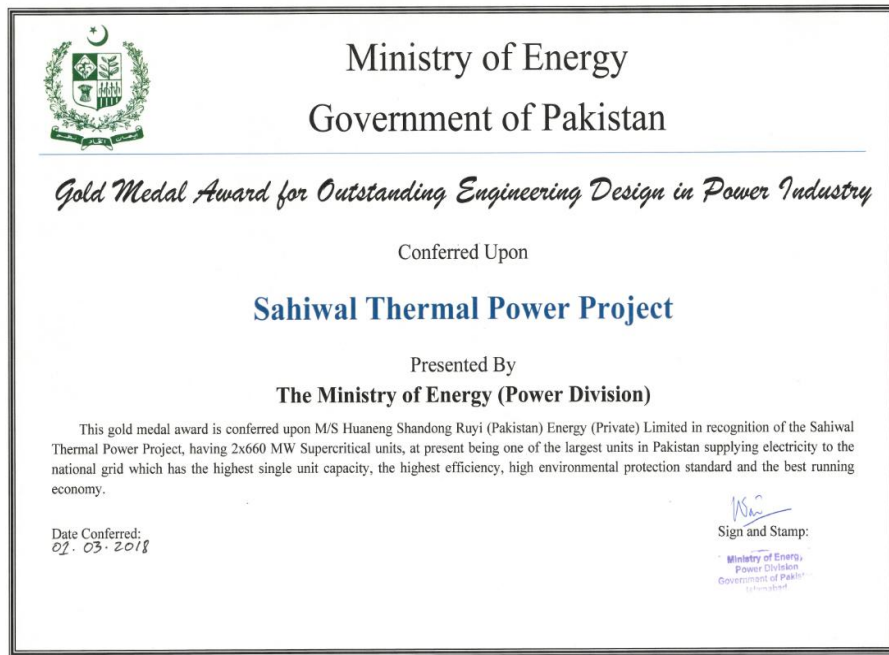 Ministry of Energy
Government of Pakistan
Gold Medal Award for Outstanding Engineering Design in Power Industry
Conferred Upon
Sahiwal Thermal Power Project
Presented By
The Ministry of Energy (Power Division)
This gold medal award is conferred upon M/S Huaneng Shandong Ruyi (Pakistan) Energy (Private) Limited in recognition of the Sahiwal
Thermal Power Project, having 2x660 MW Supercritical units, at present being one of the largest units in Pakistan supplying electricity to the
national grid which has the highest single unit capacity, the highest efficiency, high environmental protection standard and the best running
economy.
Date Conferred:
Sign and Stamp:
03.2018
Ministry of
Power Division
Government of